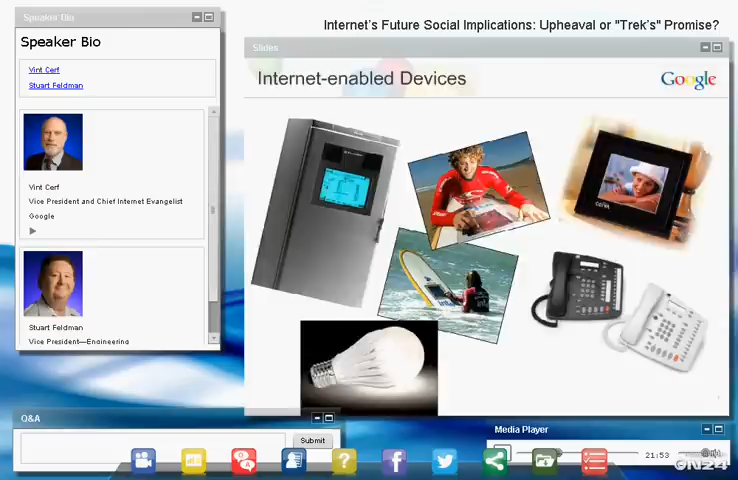 Internet's Future Social Implications: Upheaval or "Trek's" Promise?
Speaker Bio
Speaker Bio
Vint Cerf
Stuart Feldman
Vint Cerf
Vice President and Chief Internet Evangelist
Google
Stuart Feldman
Vice President—Engineering
Slides
Internet-enabled Devices
Google
Q&A
Submit
Media Player
21:53
ON24